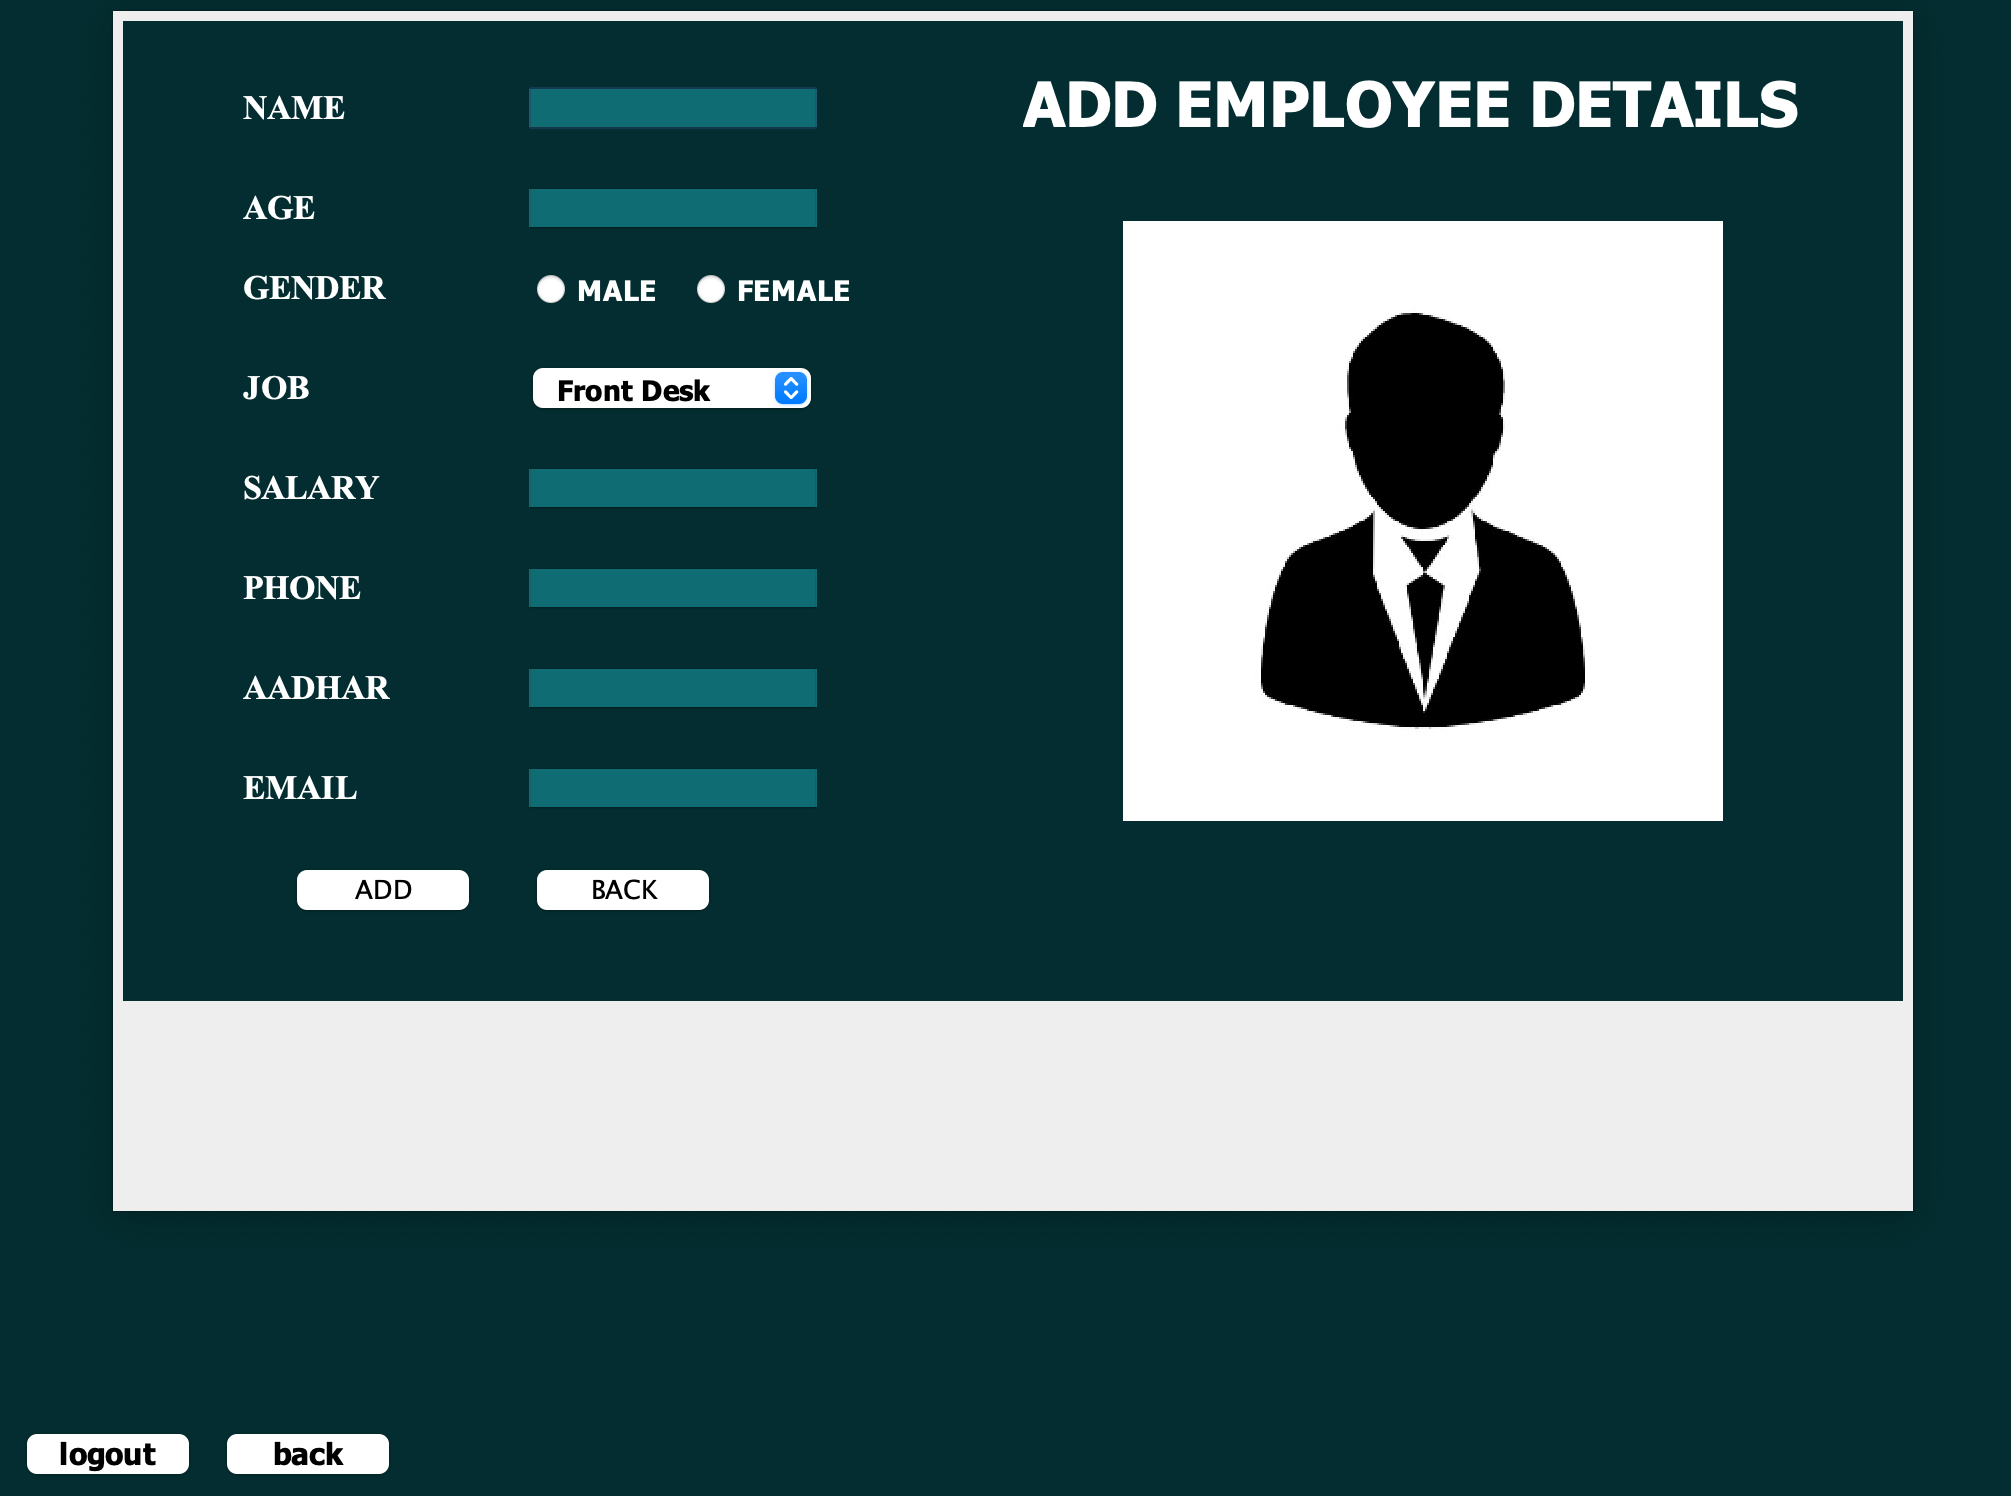 ADD EMPLOYEE DETAILS
NAME
AGE
GENDER MALE FEMALE
JOB Front Desk
SALARY
PHONE
AADHAR
EMAIL
ADD BACK
logout back